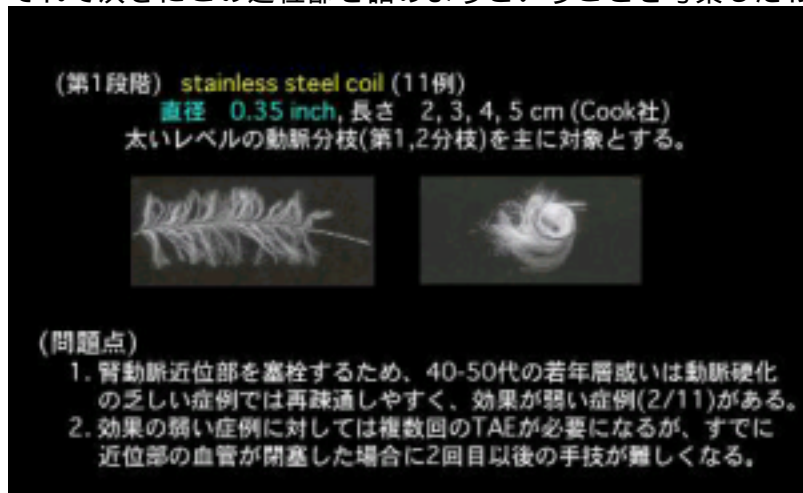 (第1段階) stainless steel coil (11例)
直径 0.35 inch, 長さ 2, 3, 4, 5 cm (Cook社)
太いレベルの動脈分枝(第1,2分枝)を主に対象とする。
(問題点)
1. 腎動脈近位部を塞栓するため、40-50代の若年層或いは動脈硬化
の乏しい症例では再疎通しやすく、効果が弱い症例(2/11)がある。
2. 効果の弱い症例に対しては複数回のTAEが必要になるが、すでに
近位部の血管が閉塞した場合に2回目以後の手技が難しくなる。